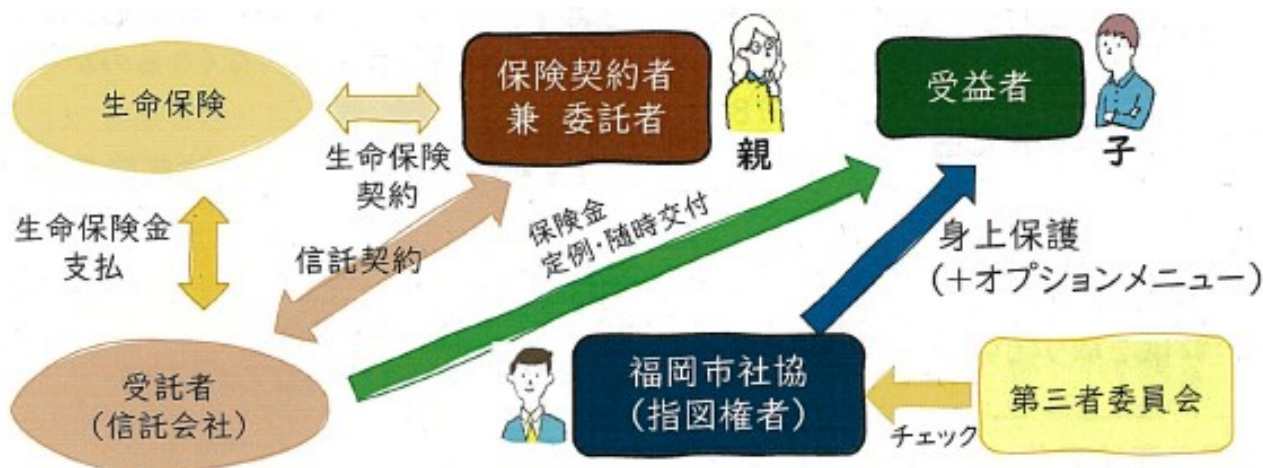 生命保険
保険契約者
兼 委託者
親
受益者
子
生命保険
契約
生命保険金
支払
信託契約
保険金
定例・随時交付
身上保護
(+オプションメニュー)
受託者
(信託会社)
福岡市社協
(指図権者)
チェック
第三者委員会